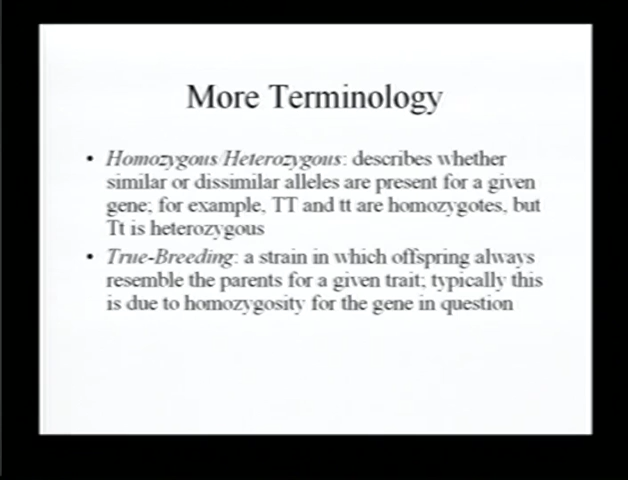 More Terminology
• Homozygous/Heterozygous: describes whether
similar or dissimilar alleles are present for a given
gene; for example, TT and tt are homozygotes, but
Tt is heterozygous
• True-Breeding: a strain in which offspring always
resemble the parents for a given trait; typically this
is due to homozygosity for the gene in question